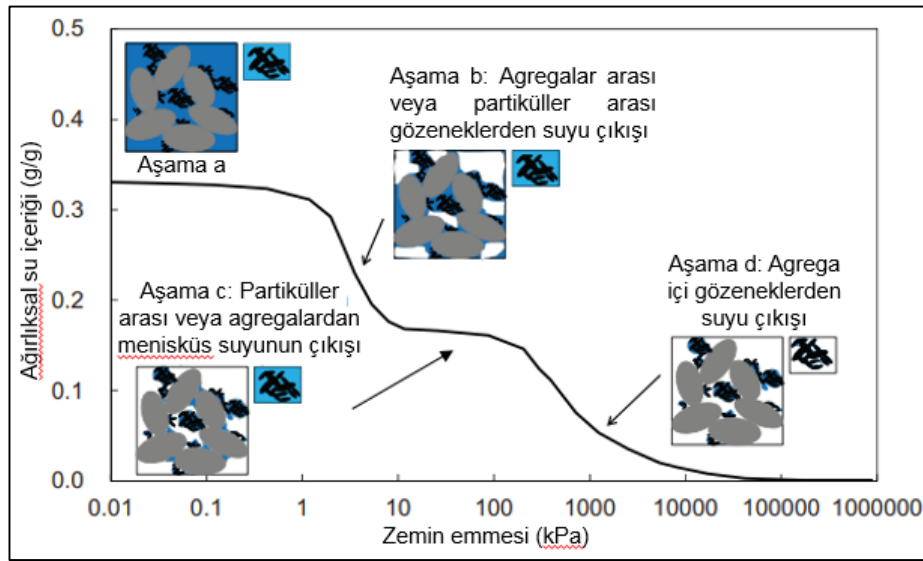 0.5
0.4
0.3
0.2
0.1
0.0
Ağırlıksal su içeriği (g/g)
Aşama a
Aşama b: Agregalar arası
veya partiküller arası
gözeneklerden suyu çıkışı
Aşama c: Partiküller
arası veya agregalardan
menisküs suyunun çıkışı
Aşama d: Agrega
içi gözeneklerden
suyu çıkışı
0.01 0.1 1 10 100 1000 10000 100000 1000000
Zemin emmesi (kPa)